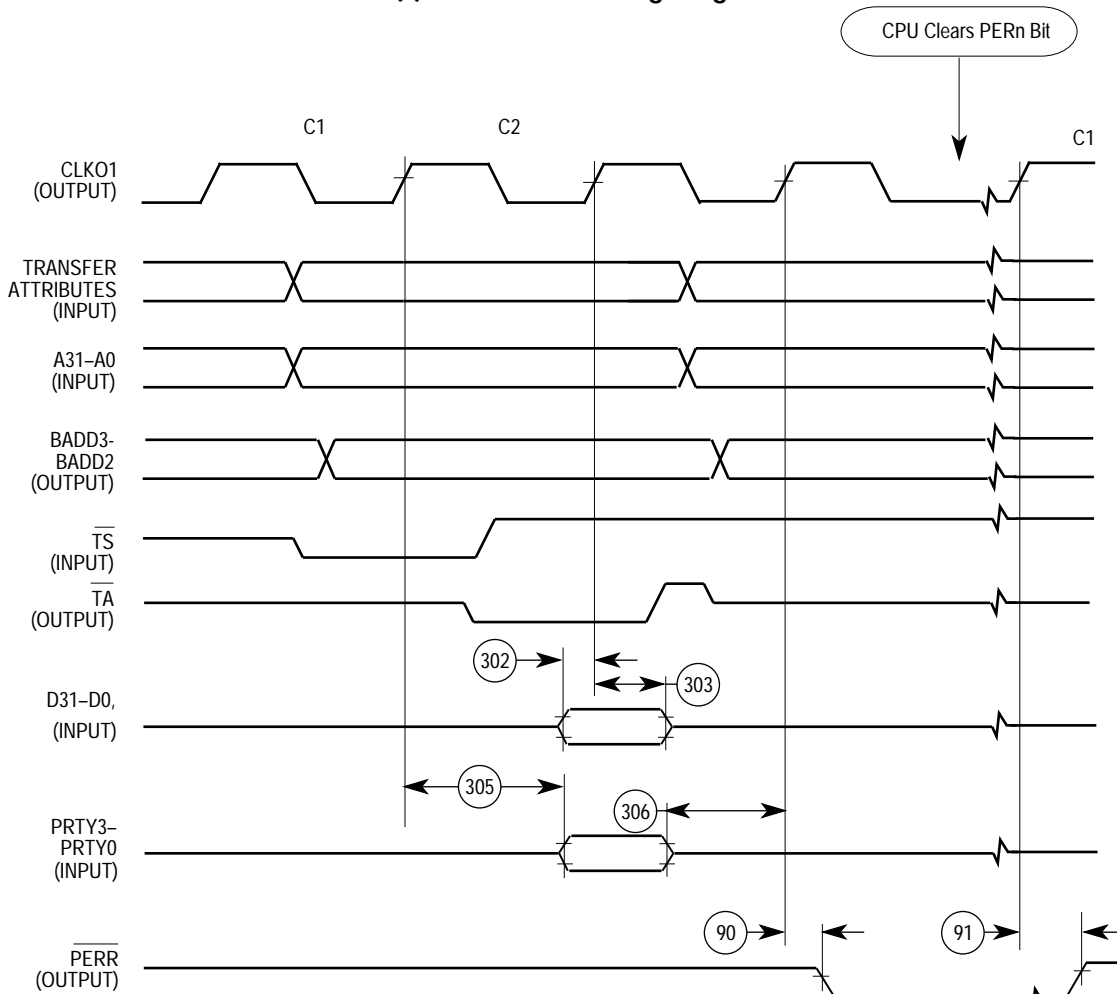 CPU Clears PERn Bit
C1
C2
C1
CLKO1
(OUTPUT)
TRANSFER
ATTRIBUTES
(INPUT)
A31–A0
(INPUT)
BADD3-
BADD2
(OUTPUT)
TS
(INPUT)
TA
(OUTPUT)
302
303
D31–D0,
(INPUT)
305
306
PRTY3–
PRTY0
(INPUT)
90
91
PERR
(OUTPUT)